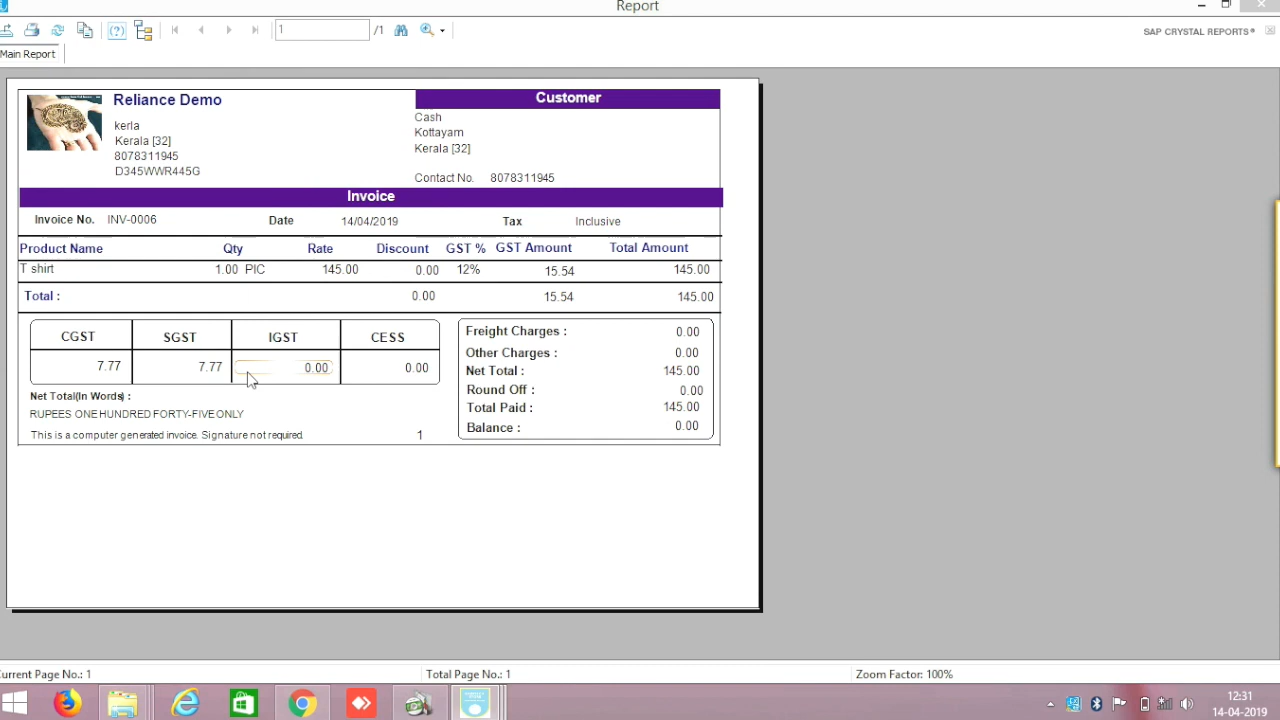 Report
1 /1
SAP CRYSTAL REPORTS®
Main Report
Reliance Demo
kerla
Kerala [32]
8078311945
D345WWR445G
Customer
Cash
Kottayam
Kerala [32]
Contact No. 8078311945
Invoice
Invoice No. INV-0006 Date 14/04/2019 Tax Inclusive
Product Name Qty Rate Discount GST % GST Amount Total Amount
T shirt 1.00 PIC 145.00 0.00 12% 15.54 145.00
Total : 0.00 15.54 145.00
CGST SGST IGST CESS
7.77 7.77 0.00 0.00
Freight Charges : 0.00
Other Charges : 0.00
Net Total : 145.00
Round Off : 0.00
Total Paid : 145.00
Balance : 0.00
Net Total(In Words) :
RUPEES ONE HUNDRED FORTY-FIVE ONLY
This is a computer generated invoice. Signature not required. 1
urrent Page No.: 1 Total Page No.: 1 Zoom Factor: 100%
12:31
14-04-2019